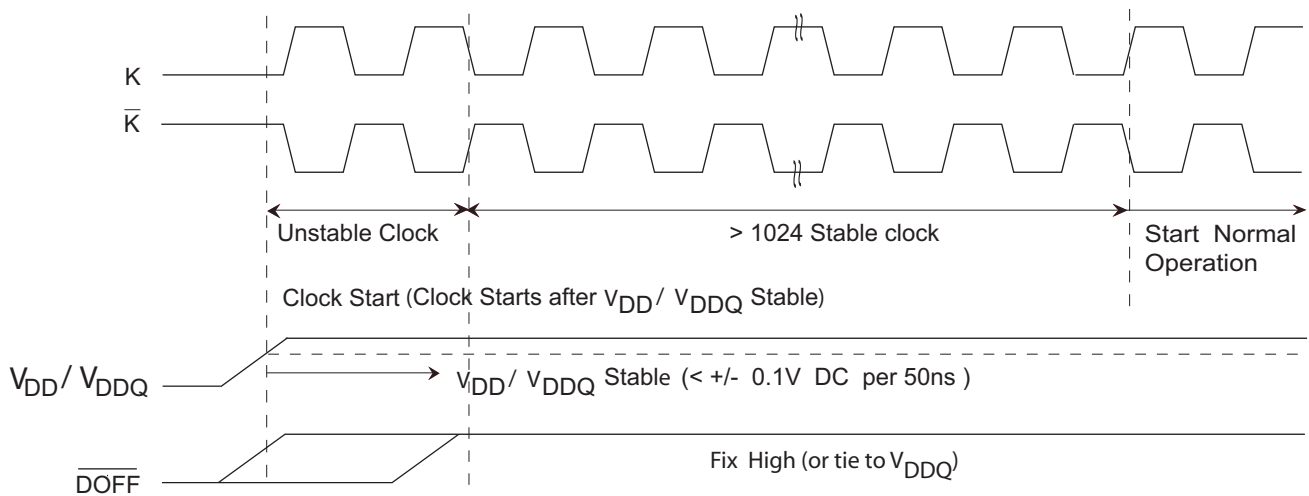 K
K̅
Unstable Clock
> 1024 Stable clock
Start Normal
Operation
Clock Start (Clock Starts after VDD / VDDQ Stable)
VDD / VDDQ
VDD / VDDQ Stable (< +/- 0.1V DC per 50ns )
D̅O̅F̅F̅
Fix High (or tie to VDDQ)